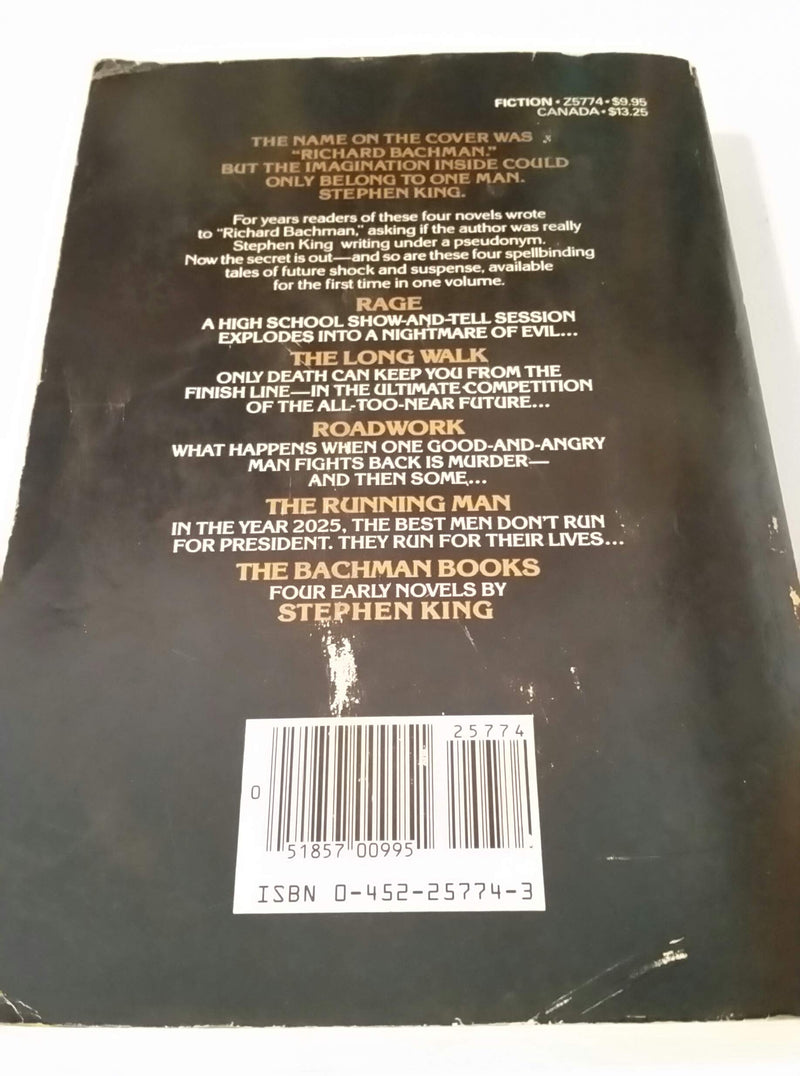 FICTION • Z5774 • $9.95
CANADA • $13.25
THE NAME ON THE COVER WAS
"RICHARD BACHMAN."
BUT THE IMAGINATION INSIDE COULD
ONLY BELONG TO ONE MAN.
STEPHEN KING.
For years readers of these four novels wrote
to "Richard Bachman," asking if the author was really
Stephen King writing under a pseudonym.
Now the secret is out—and so are these four spellbinding
tales of future shock and suspense, available
for the first time in one volume.
RAGE
A HIGH SCHOOL SHOW-AND-TELL SESSION
EXPLODES INTO A NIGHTMARE OF EVIL...
THE LONG WALK
ONLY DEATH CAN KEEP YOU FROM THE
FINISH LINE—IN THE ULTIMATE COMPETITION
OF THE ALL-TOO-NEAR FUTURE...
ROADWORK
WHAT HAPPENS WHEN ONE GOOD-AND-ANGRY
MAN FIGHTS BACK IS MURDER—
AND THEN SOME...
THE RUNNING MAN
IN THE YEAR 2025, THE BEST MEN DON'T RUN
FOR PRESIDENT. THEY RUN FOR THEIR LIVES...
THE BACHMAN BOOKS
FOUR EARLY NOVELS BY
STEPHEN KING
25774
0
51857 00995
ISBN 0-452-25774-3